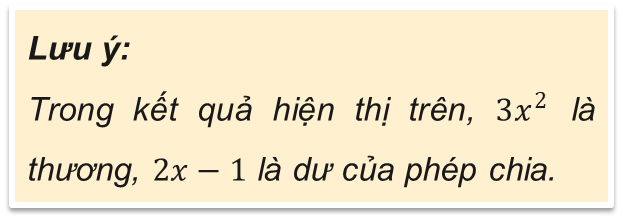 Lưu ý:
Trong kết quả hiện thị trên, 3x² là
thương, 2x − 1 là dư của phép chia.